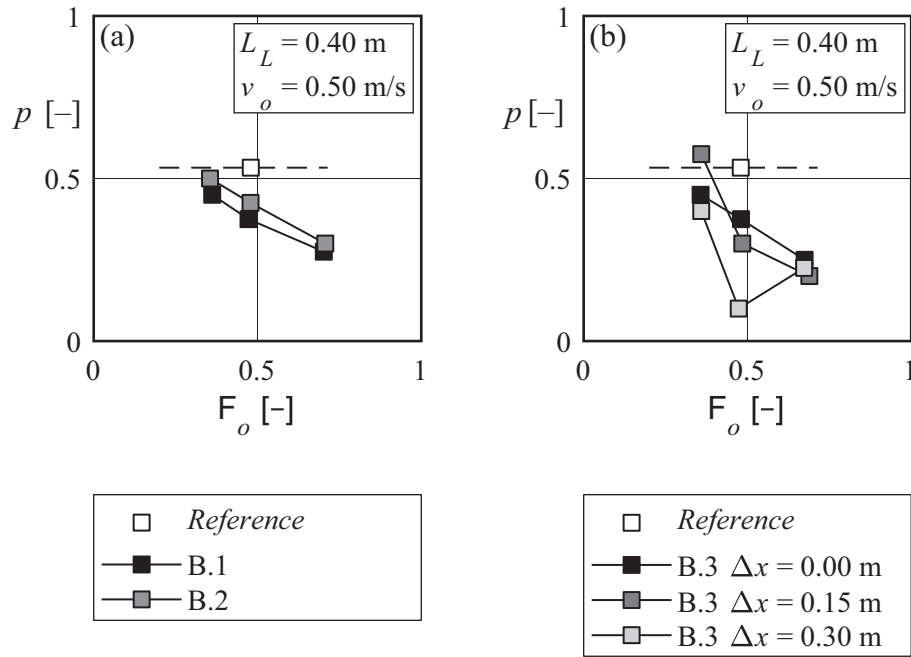 1
(a)
L_L = 0.40 m
v_o = 0.50 m/s
p [–]
0.5
0
0
0.5
1
F_o [–]
1
(b)
L_L = 0.40 m
v_o = 0.50 m/s
p [–]
0.5
0
0
0.5
1
F_o [–]
Reference
B.1
B.2
Reference
B.3 Δx = 0.00 m
B.3 Δx = 0.15 m
B.3 Δx = 0.30 m